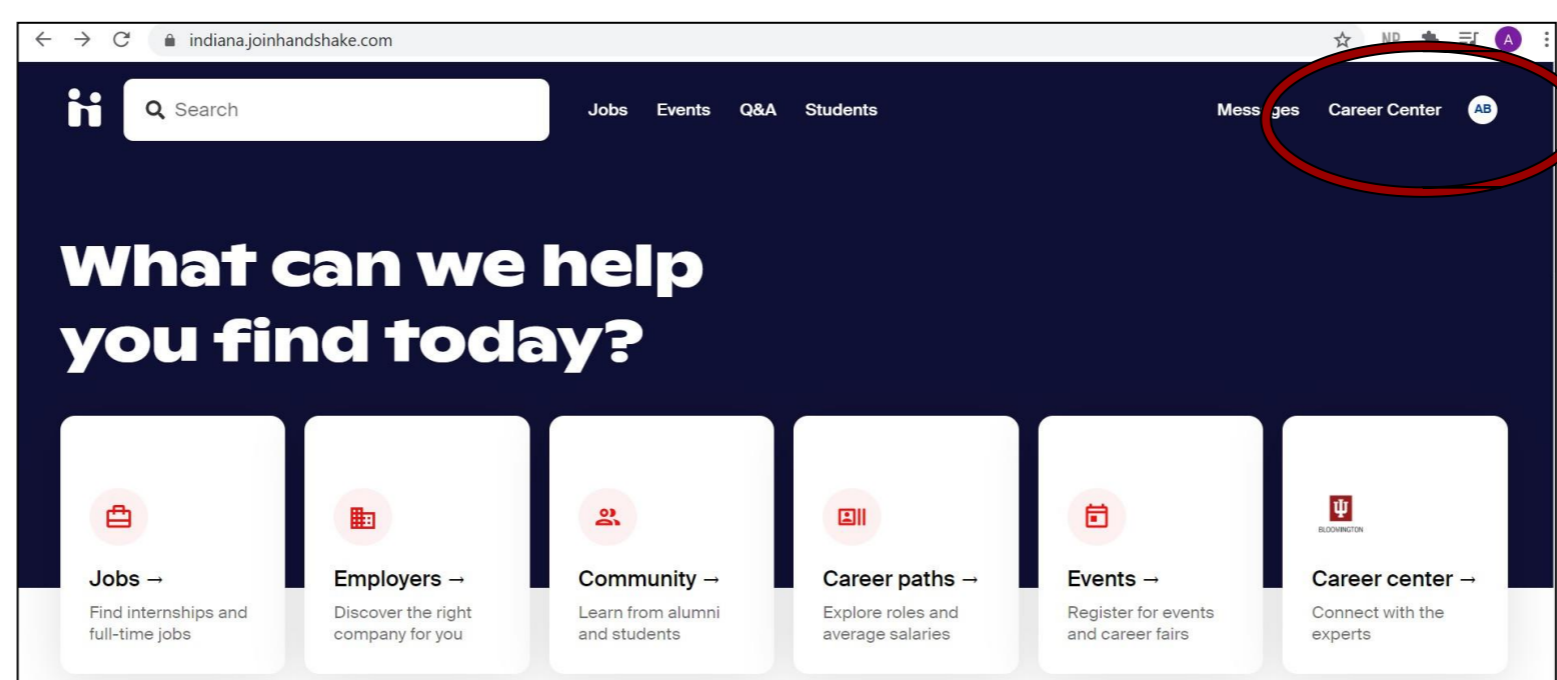 indiana.joinhandshake.com
A
Search
Jobs Events Q&A Students
Messages Career Center AB
What can we help
you find today?
BLOOMINGTON
Jobs →
Find internships and
full-time jobs
Employers →
Discover the right
company for you
Community →
Learn from alumni
and students
Career paths →
Explore roles and
average salaries
Events →
Register for events
and career fairs
Career center →
Connect with the
experts